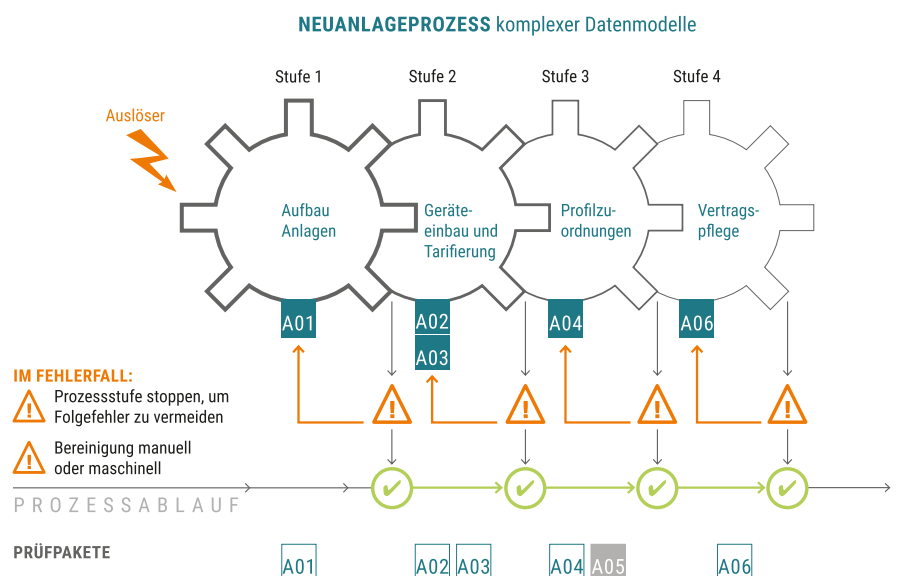 NEUANLAGEPROZESS komplexer Datenmodelle
Stufe 1
Stufe 2
Stufe 3
Stufe 4
Auslöser
Aufbau
Anlagen
Geräte-
einbau und
Tarifierung
Profilzu-
ordnungen
Vertrags-
pflege
A01
A02
A03
A04
A06
IM FEHLERFALL:
Prozessstufe stoppen, um
Folgefehler zu vermeiden
Bereinigung manuell
oder maschinell
PROZESSABLAUF
PRÜFPAKETE
A01
A02
A03
A04
A05
A06